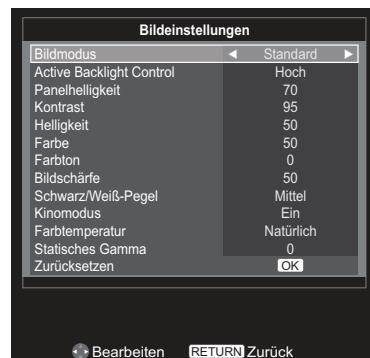 Bildeinstellungen
Bildmodus ◄ Standard ►
Active Backlight Control Hoch
Panelhelligkeit 70
Kontrast 95
Helligkeit 50
Farbe 50
Farbton 0
Bildschärfe 50
Schwarz/Weiß-Pegel Mittel
Kinomodus Ein
Farbtemperatur Natürlich
Statisches Gamma 0
Zurücksetzen OK
Bearbeiten RETURN Zurück